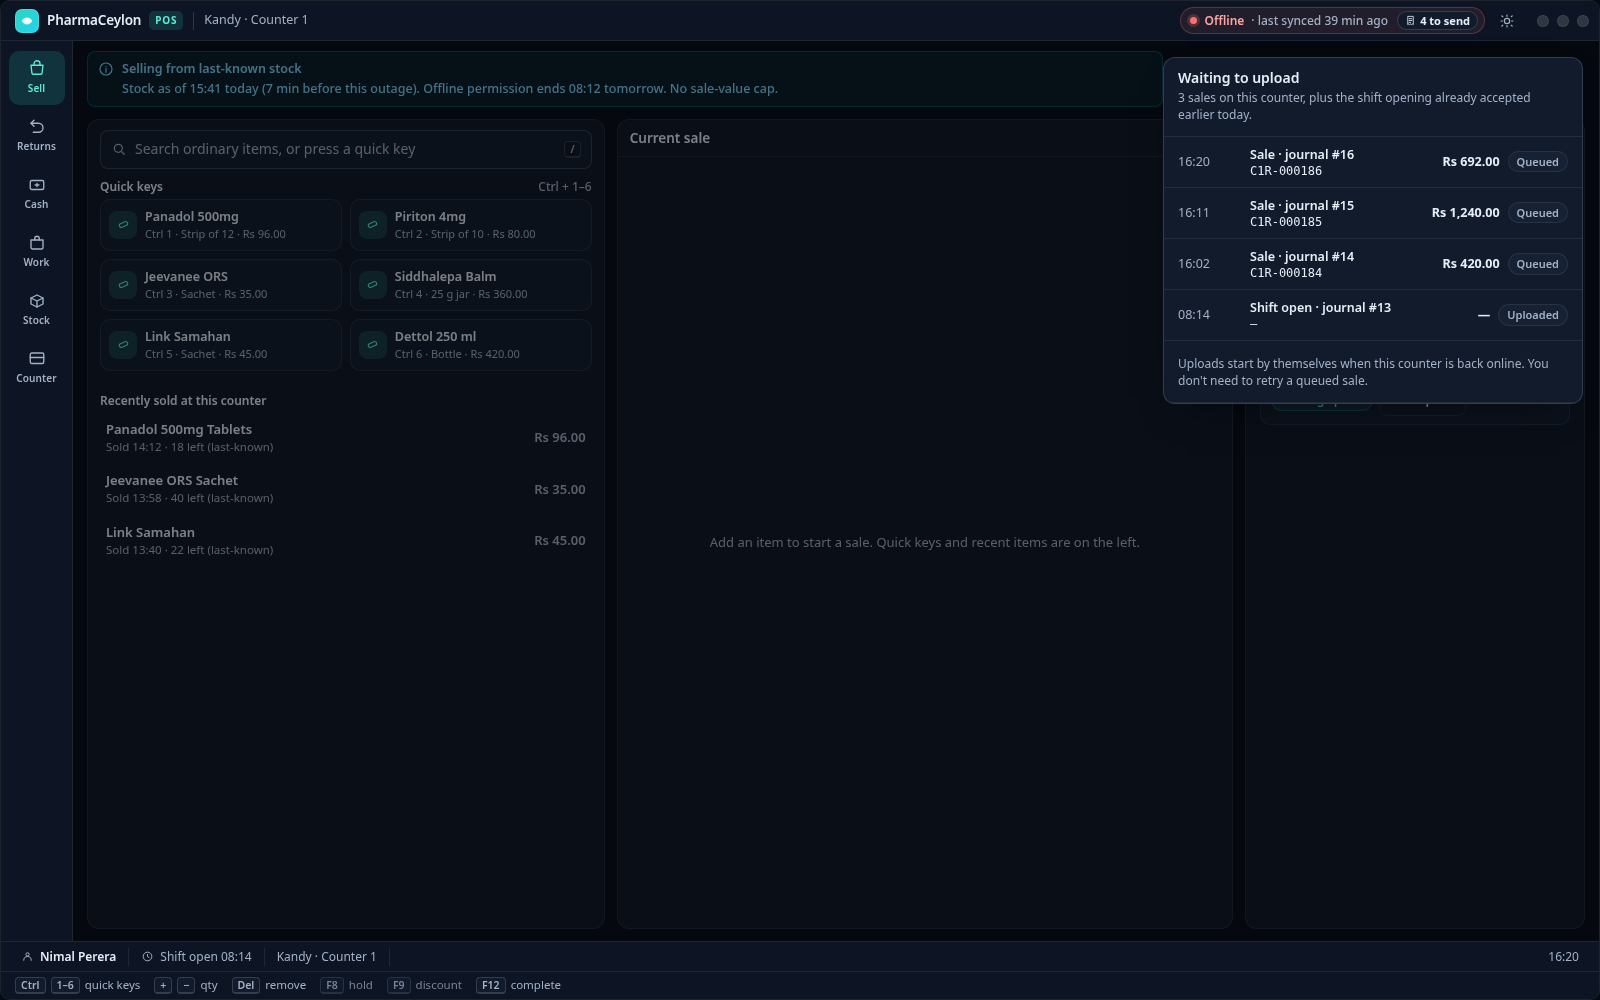 PharmaCeylon POS Kandy · Counter 1
Offline · last synced 39 min ago 4 to send
Sell
Returns
Cash
Work
Stock
Counter
Selling from last-known stock
Stock as of 15:41 today (7 min before this outage). Offline permission ends 08:12 tomorrow. No sale-value cap.
Search ordinary items, or press a quick key /
Quick keys Ctrl + 1–6
Panadol 500mg
Ctrl 1 · Strip of 12 · Rs 96.00
Piriton 4mg
Ctrl 2 · Strip of 10 · Rs 80.00
Jeevanee ORS
Ctrl 3 · Sachet · Rs 35.00
Siddhalepa Balm
Ctrl 4 · 25 g jar · Rs 360.00
Link Samahan
Ctrl 5 · Sachet · Rs 45.00
Dettol 250 ml
Ctrl 6 · Bottle · Rs 420.00
Recently sold at this counter
Panadol 500mg Tablets
Sold 14:12 · 18 left (last-known)
Rs 96.00
Jeevanee ORS Sachet
Sold 13:58 · 40 left (last-known)
Rs 35.00
Link Samahan
Sold 13:40 · 22 left (last-known)
Rs 45.00
Current sale
Add an item to start a sale. Quick keys and recent items are on the left.
Waiting to upload
3 sales on this counter, plus the shift opening already accepted
earlier today.
16:20 Sale · journal #16 Rs 692.00 Queued
C1R-000186
16:11 Sale · journal #15 Rs 1,240.00 Queued
C1R-000185
16:02 Sale · journal #14 Rs 420.00 Queued
C1R-000184
08:14 Shift open · journal #13 — Uploaded
—
Uploads start by themselves when this counter is back online. You
don't need to retry a queued sale.
Nimal Perera Shift open 08:14 Kandy · Counter 1 16:20
Ctrl 1–6 quick keys + − qty Del remove F8 hold F9 discount F12 complete